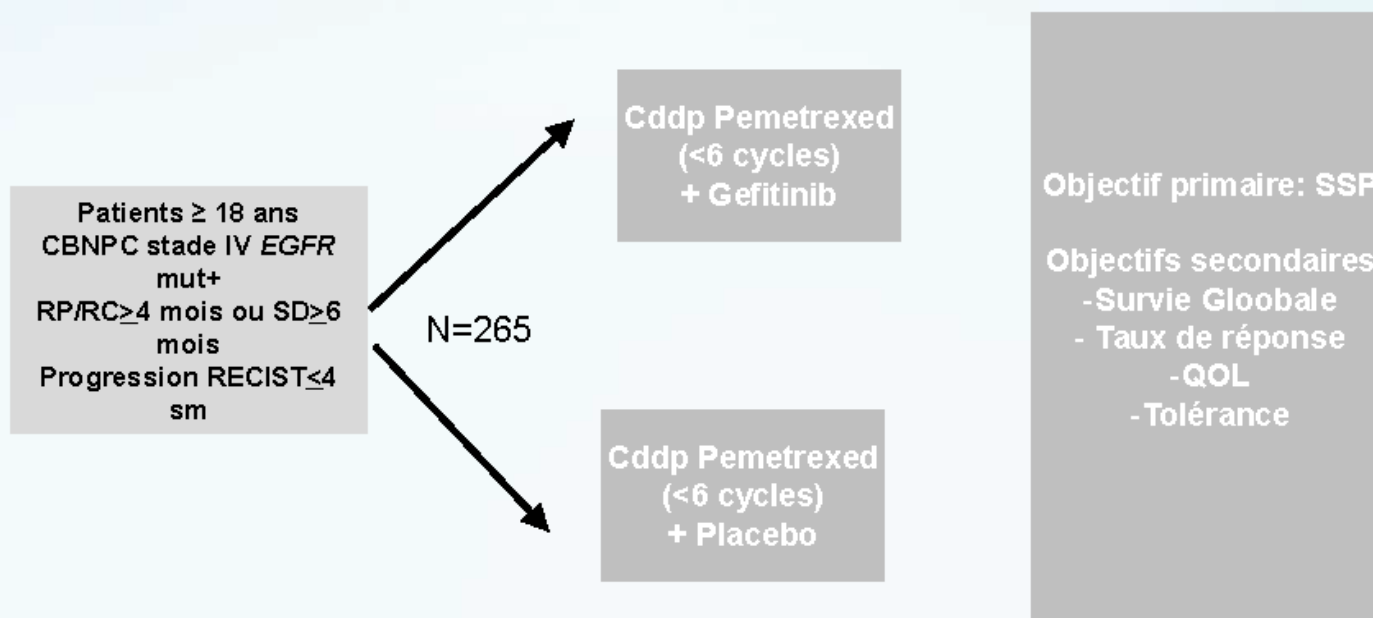 Patients ≥ 18 ans
CBNPC stade IV EGFR
mut+
RP/RC≥4 mois ou SD≥6
mois
Progression RECIST≤4
sm
N=265
Cddp Pemetrexed
(<6 cycles)
+ Gefitinib
Cddp Pemetrexed
(<6 cycles)
+ Placebo
Objectif primaire: SSP
Objectifs secondaires
-Survie Gloobale
- Taux de réponse
-QOL
-Tolérance